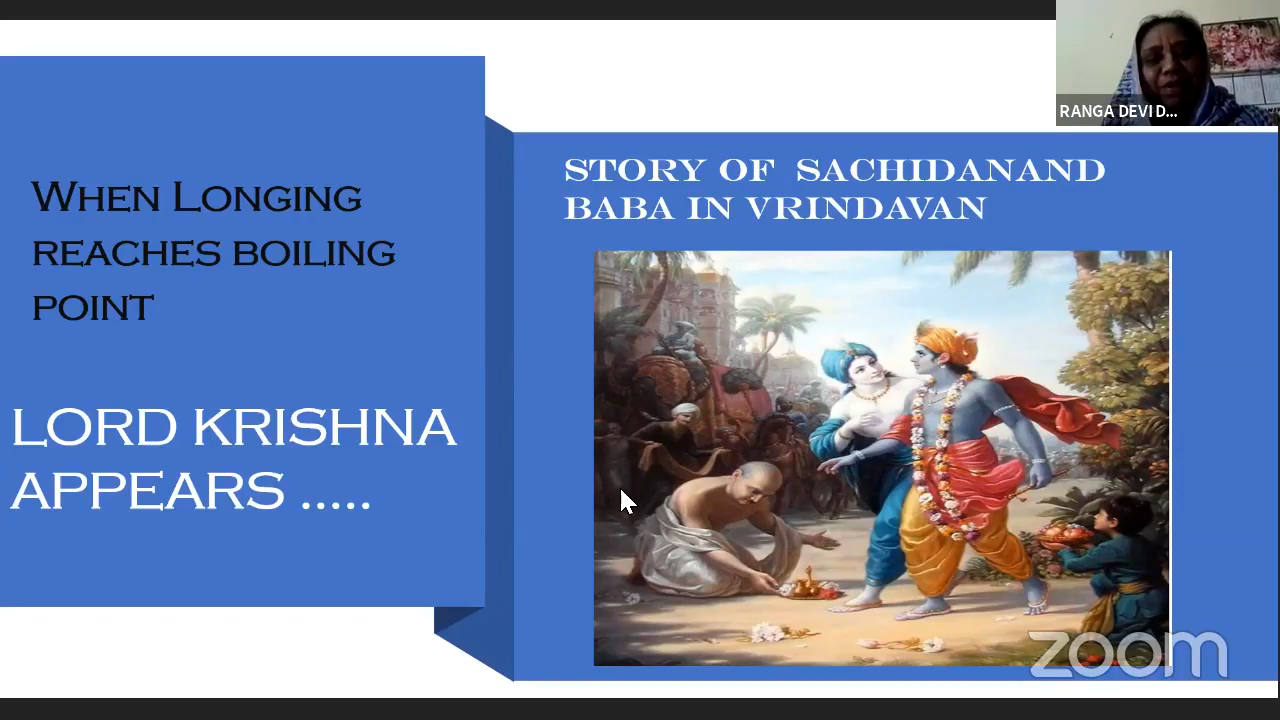 When Longing
reaches boiling
point
LORD KRISHNA
APPEARS .....
STORY OF SACHIDANAND
BABA IN VRINDAVAN
RANGA DEVI D...
zoom